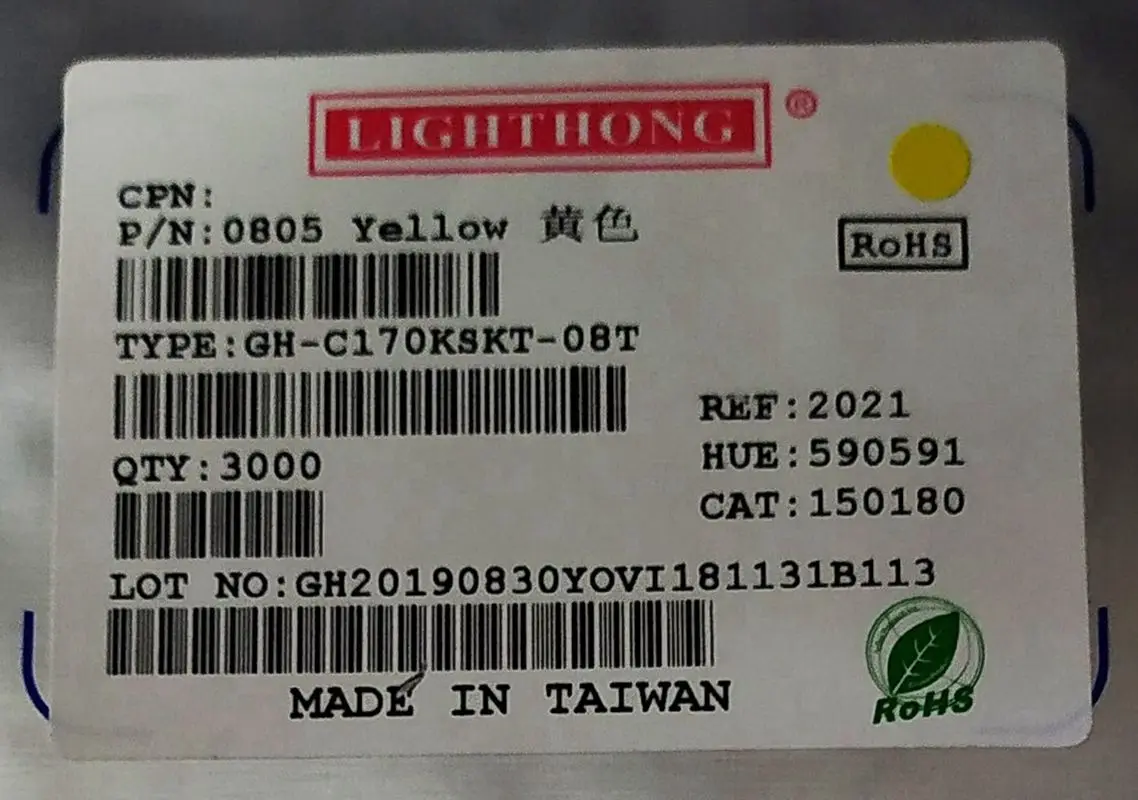 LIGHTHONG ®
CPN:
P/N:0805 Yellow 黄色
RoHS
TYPE:GH-C170KSKT-08T
REF:2021
QTY:3000
HUE:590591
CAT:150180
LOT NO:GH20190830YOVI181131B113
MADE IN TAIWAN
RoHS